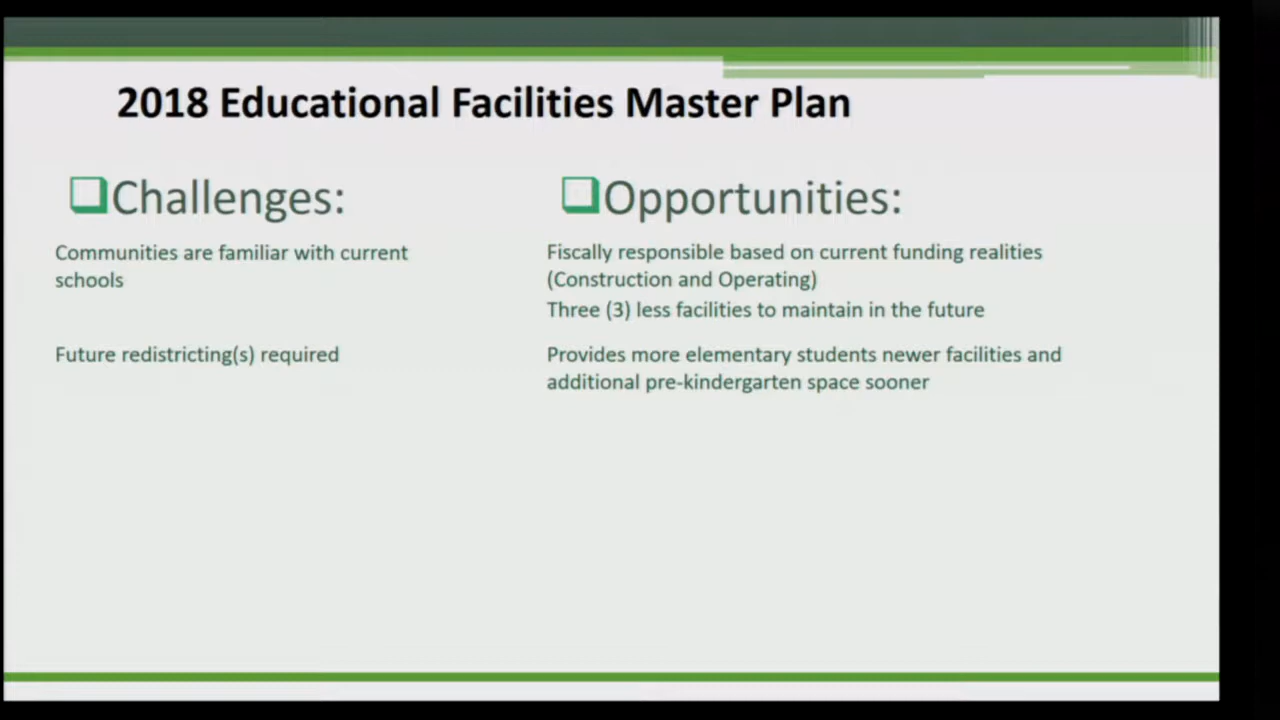 2018 Educational Facilities Master Plan
Challenges:
Communities are familiar with current
schools
Future redistricting(s) required
Opportunities:
Fiscally responsible based on current funding realities
(Construction and Operating)
Three (3) less facilities to maintain in the future
Provides more elementary students newer facilities and
additional pre-kindergarten space sooner